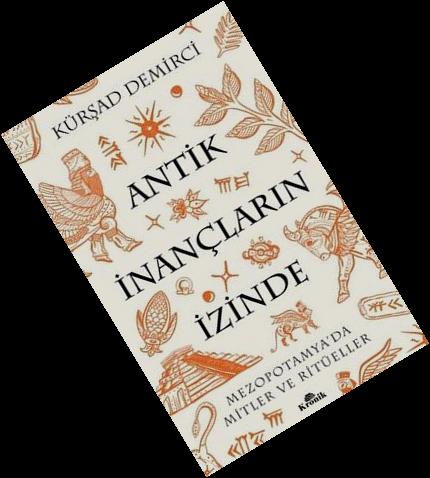 KÜRŞAD DEMİRCİ
ANTİK
İNANÇLARIN
İZİNDE
MEZOPOTAMYA'DA
MİTLER VE RİTÜELLER
Kronik